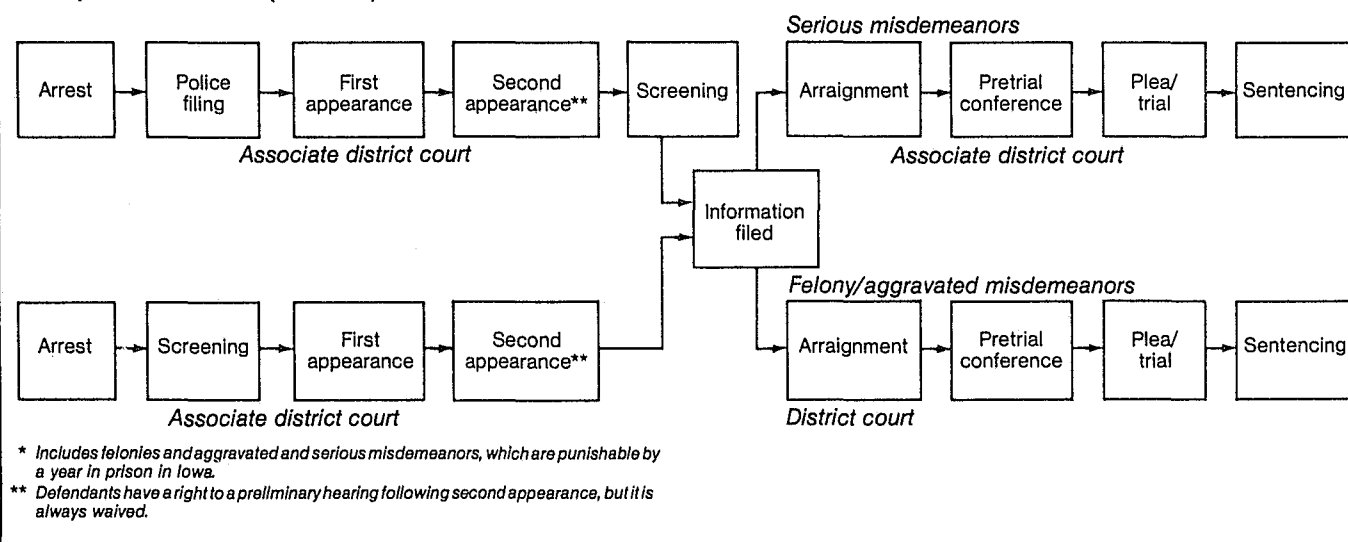 Serious misdemeanors
Arrest
Police
filing
First
appearance
Second
appearance**
Screening
Arraignment
Pretrial
conference
Plea/
trial
Sentencing
Associate district court
Associate district court
Information
filed
Felony/aggravated misdemeanors
Arrest
Screening
First
appearance
Second
appearance**
Arraignment
Pretrial
conference
Plea/
trial
Sentencing
Associate district court
District court
* Includes felonies and aggravated and serious misdemeanors, which are punishable by
a year in prison in Iowa.
** Defendants have a right to a preliminary hearing following second appearance, but it is
always waived.